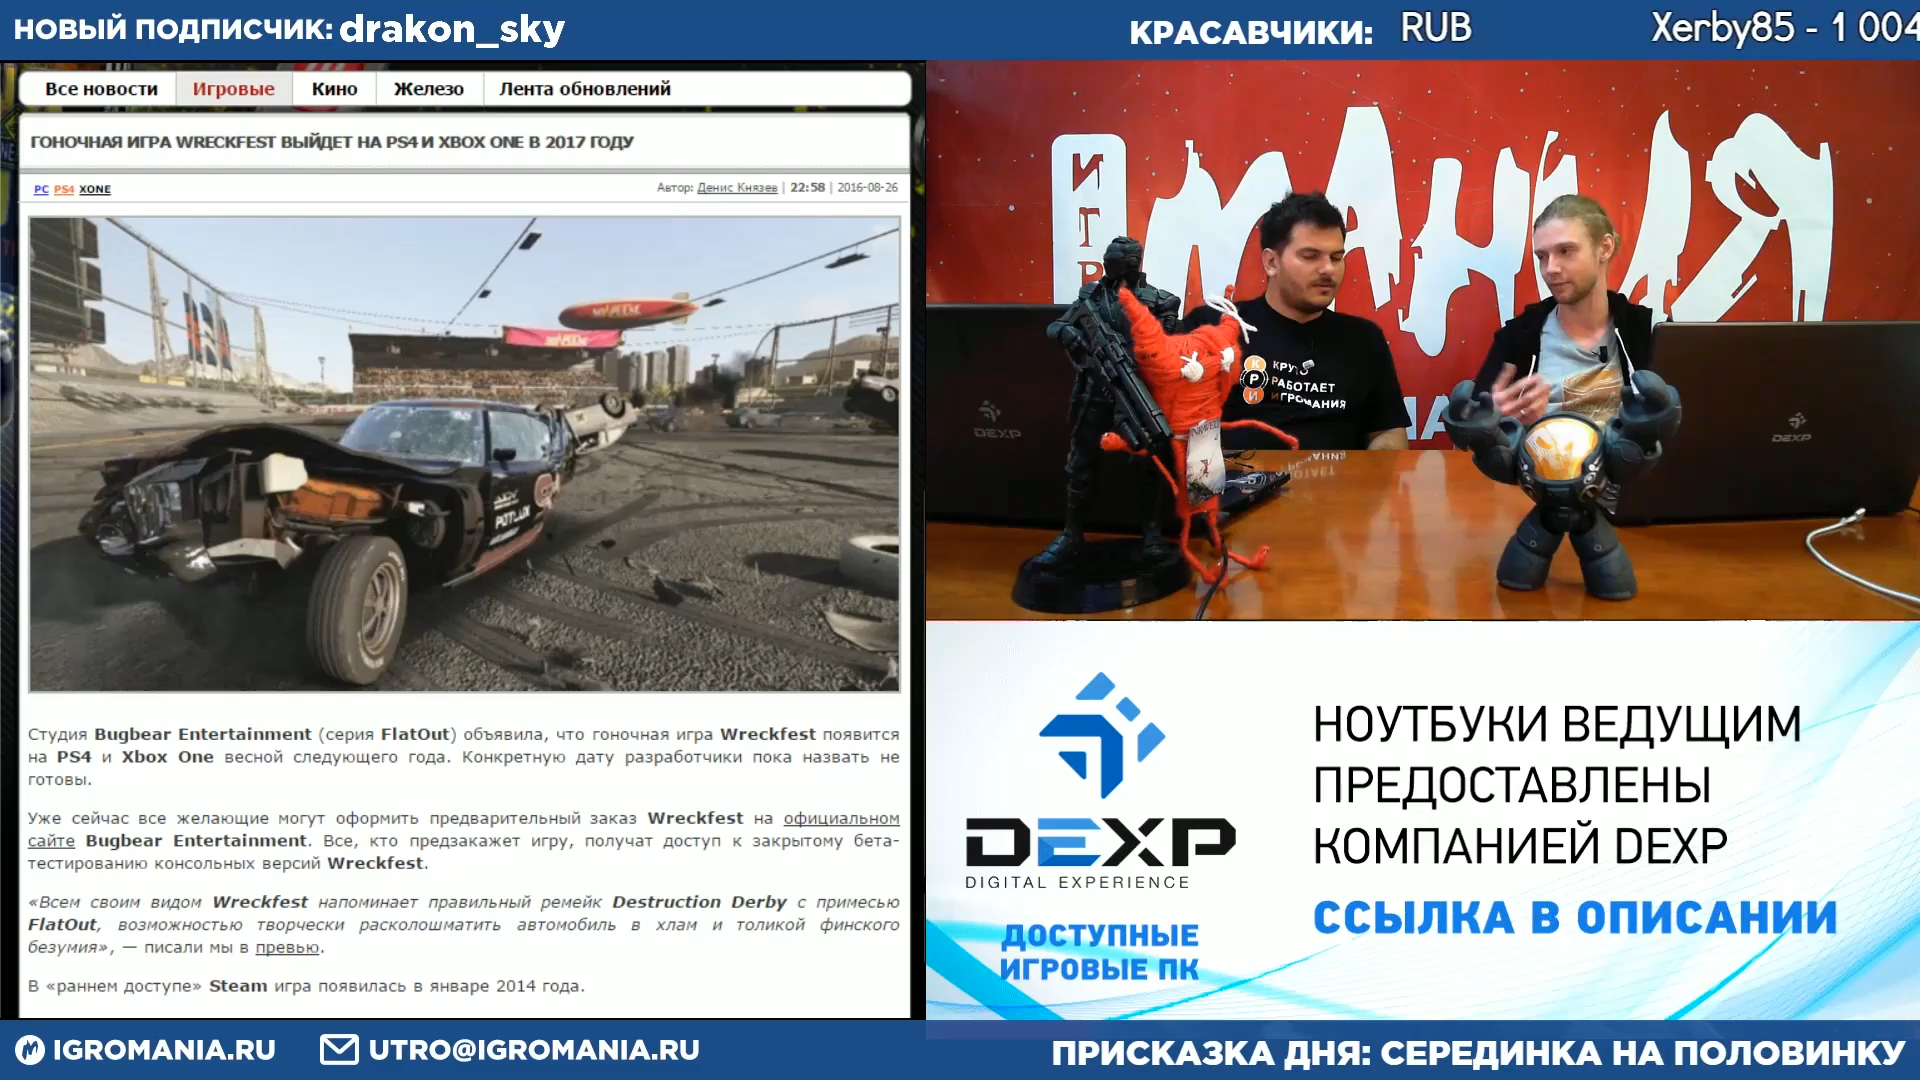 НОВЫЙ ПОДПИСЧИК: drakon_sky
КРАСАВЧИКИ: RUB Xerby85 - 1 004
Все новости Игровые Кино Железо Лента обновлений
ГОНОЧНАЯ ИГРА WRECKFEST ВЫЙДЕТ НА PS4 И XBOX ONE В 2017 ГОДУ
PC PS4 XONE Автор: Денис Князев | 22:58 | 2016-08-26
POTLUX
Студия Bugbear Entertainment (серия FlatOut) объявила, что гоночная игра Wreckfest появится
на PS4 и Xbox One весной следующего года. Конкретную дату разработчики пока назвать не
готовы.
Уже сейчас все желающие могут оформить предварительный заказ Wreckfest на официальном
сайте Bugbear Entertainment. Все, кто предзакажет игру, получат доступ к закрытому бета-
тестированию консольных версий Wreckfest.
«Всем своим видом Wreckfest напоминает правильный ремейк Destruction Derby с примесью
FlatOut, возможностью творчески расколошматить автомобиль в хлам и толикой финского
безумия», — писали мы в превью.
В «раннем доступе» Steam игра появилась в январе 2014 года.
ИГР
МАНИЯ
К Р И
КРУТО
РАБОТАЕТ
ИГРОМАНИЯ
DEXP
DEXP
DEXP
DIGITAL EXPERIENCE
ДОСТУПНЫЕ
ИГРОВЫЕ ПК
НОУТБУКИ ВЕДУЩИМ
ПРЕДОСТАВЛЕНЫ
КОМПАНИЕЙ DEXP
ССЫЛКА В ОПИСАНИИ
IGROMANIA.RU UTRO@IGROMANIA.RU
ПРИСКАЗКА ДНЯ: СЕРЕДИНКА НА ПОЛОВИНКУ